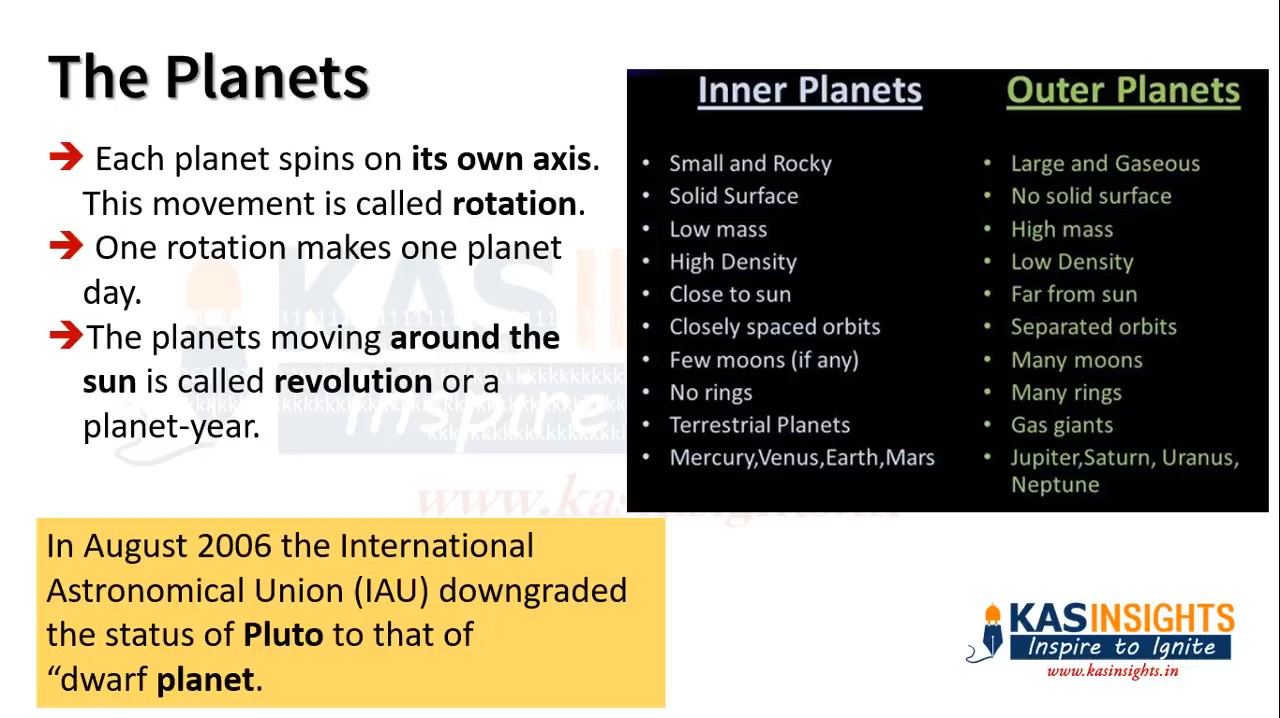 The Planets
➔ Each planet spins on its own axis.
This movement is called rotation.
➔ One rotation makes one planet
day.
➔The planets moving around the
sun is called revolution or a
planet-year.
Inner Planets
• Small and Rocky
• Solid Surface
• Low mass
• High Density
• Close to sun
• Closely spaced orbits
• Few moons (if any)
• No rings
• Terrestrial Planets
• Mercury,Venus,Earth,Mars
Outer Planets
• Large and Gaseous
• No solid surface
• High mass
• Low Density
• Far from sun
• Separated orbits
• Many moons
• Many rings
• Gas giants
• Jupiter,Saturn, Uranus,
Neptune
In August 2006 the International
Astronomical Union (IAU) downgraded
the status of Pluto to that of
“dwarf planet.
KASINSIGHTS
Inspire to Ignite
www.kasinsights.in